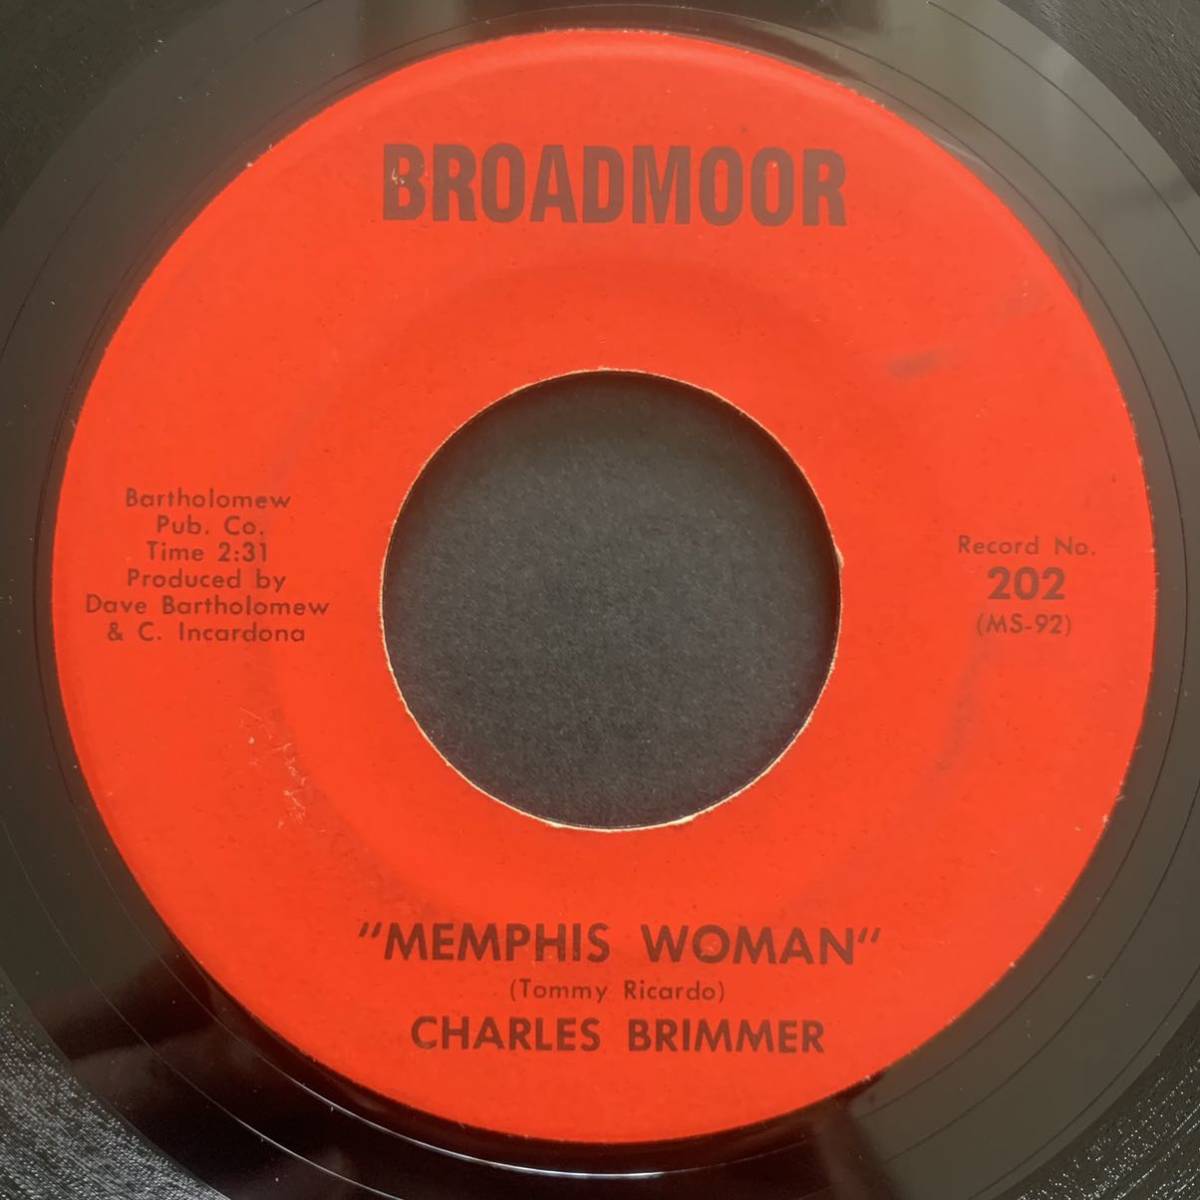 BROADMOOR
Bartholomew
Pub. Co.
Time 2:31
Produced by
Dave Bartholomew
& C. Incardona
Record No.
202
(MS-92)
"MEMPHIS WOMAN"
(Tommy Ricardo)
CHARLES BRIMMER